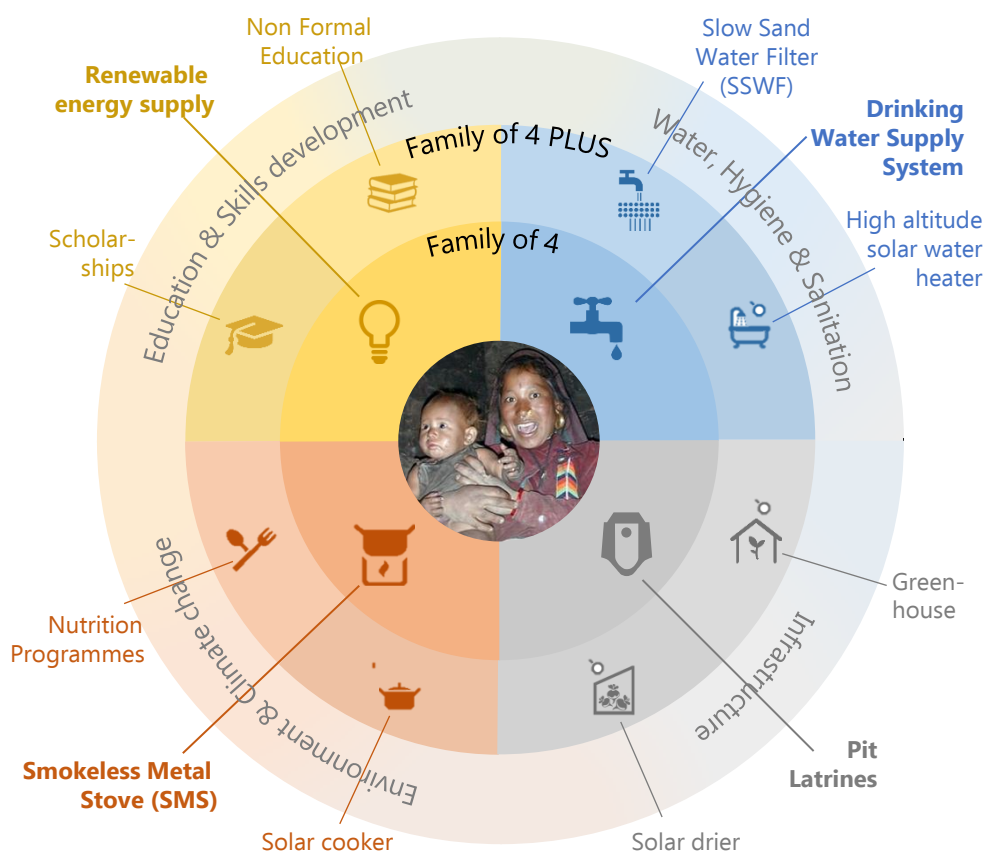 Non Formal
Education
Slow Sand
Water Filter
(SSWF)
Renewable
energy supply
Drinking
Water Supply
System
Education & Skills development
Family of 4 PLUS
Water, Hygiene & Sanitation
Family of 4
Scholar-
ships
High altitude
solar water
heater
Nutrition
Programmes
Green-
house
Environment & Climate change
Infrastructure
Smokeless Metal
Stove (SMS)
Pit
Latrines
Solar cooker
Solar drier